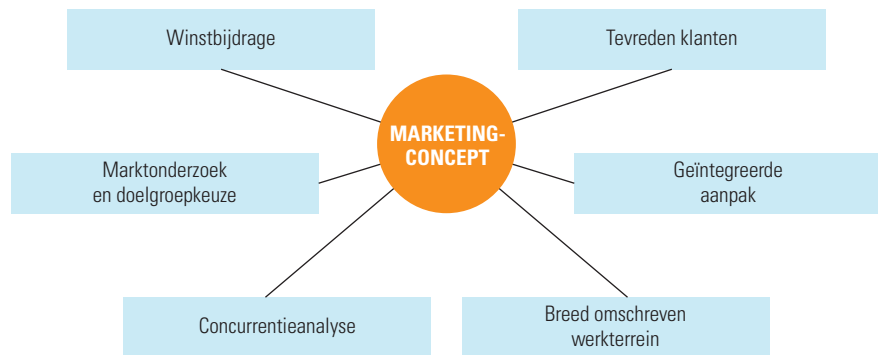 Winstbijdrage
Tevreden klanten
MARKETING-
CONCEPT
Marktonderzoek
en doelgroepkeuze
Geïntegreerde
aanpak
Concurrentieanalyse
Breed omschreven
werkterrein